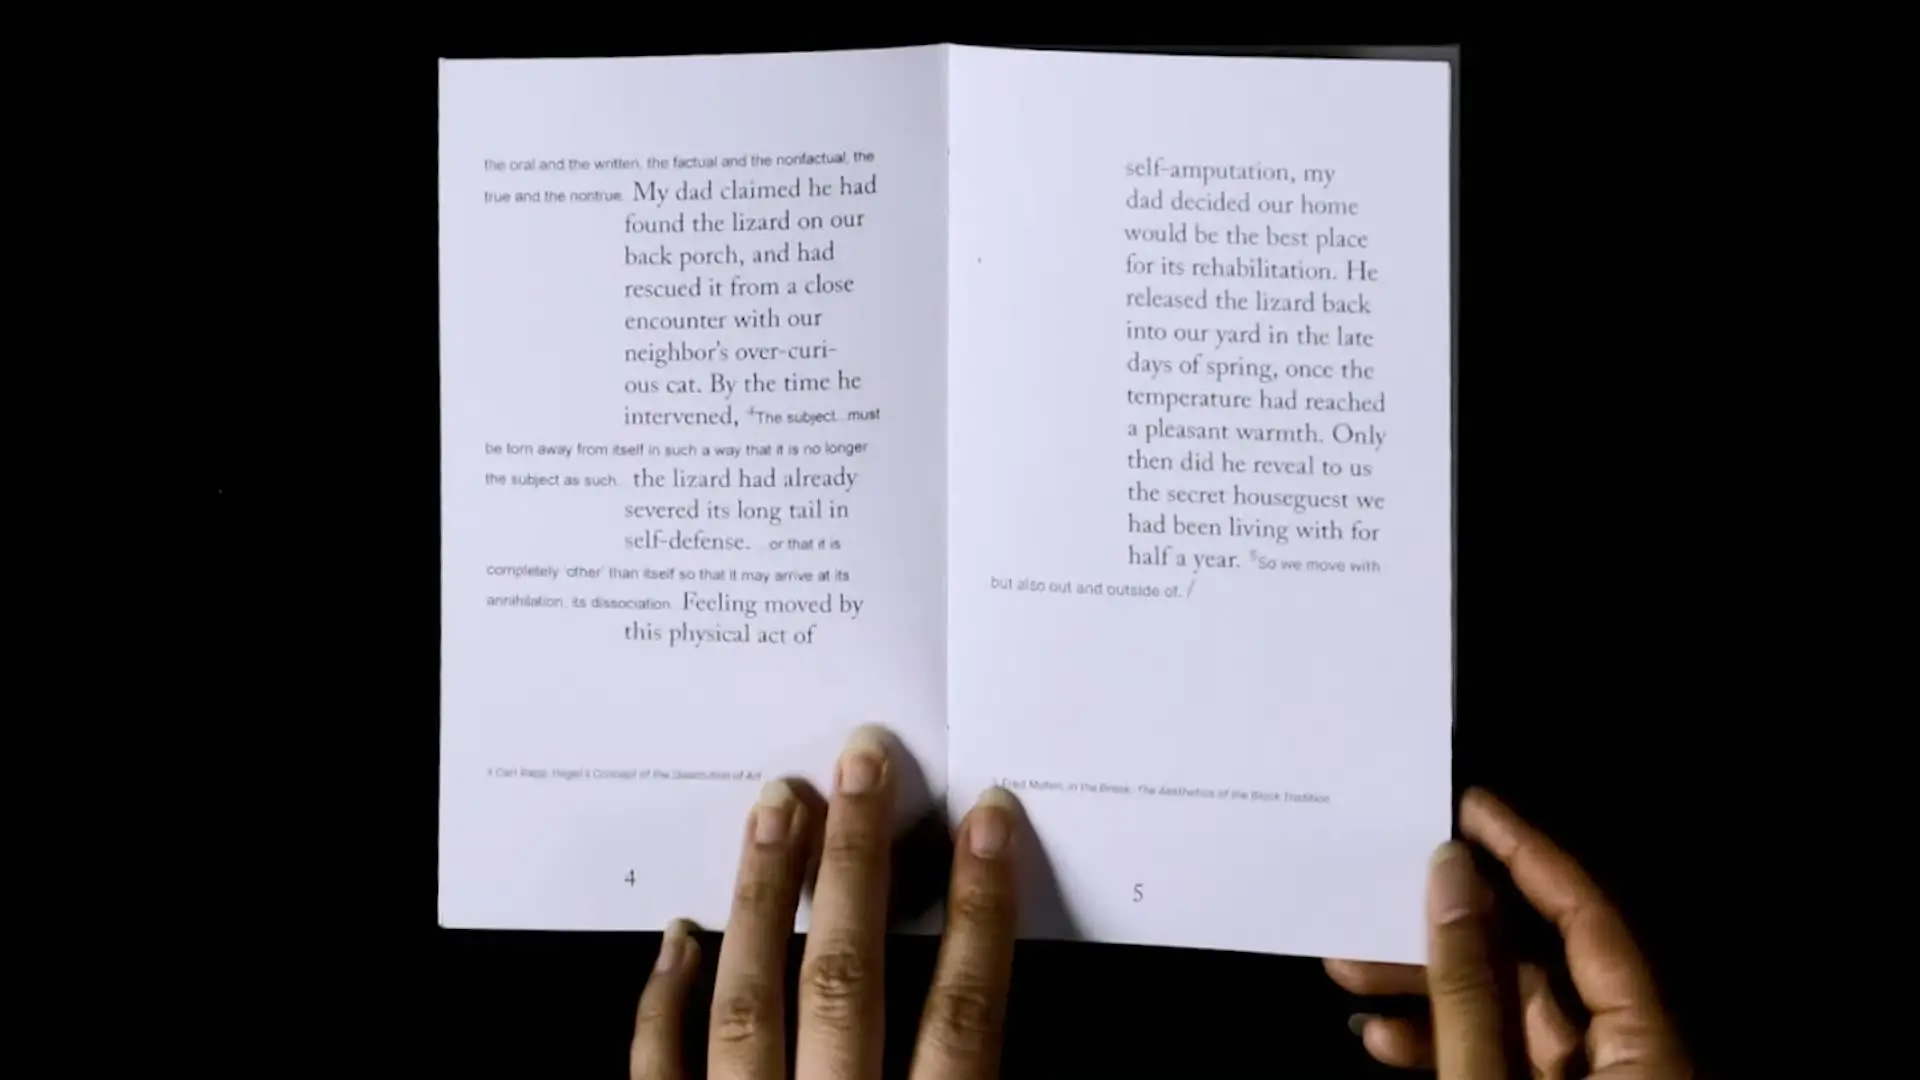 the oral and the written, the factual and the nonfactual, the
true and the nontrue. My dad claimed he had
found the lizard on our
back porch, and had
rescued it from a close
encounter with our
neighbor's over-curi-
ous cat. By the time he
intervened, ⁴The subject...must
be torn away from itself in such a way that it is no longer
the subject as such... the lizard had already
severed its long tail in
self-defense. ...or that it is
completely 'other' than itself so that it may arrive at its
annihilation, its dissociation. Feeling moved by
this physical act of
4 Carl Rapp, Hegel's Concept of the Dissolution of Art
4
self-amputation, my
dad decided our home
would be the best place
for its rehabilitation. He
released the lizard back
into our yard in the late
days of spring, once the
temperature had reached
a pleasant warmth. Only
then did he reveal to us
the secret houseguest we
had been living with for
half a year. ⁵So we move with
but also out and outside of. /
5 Fred Moten, In the Break: The Aesthetics of the Black Tradition
5